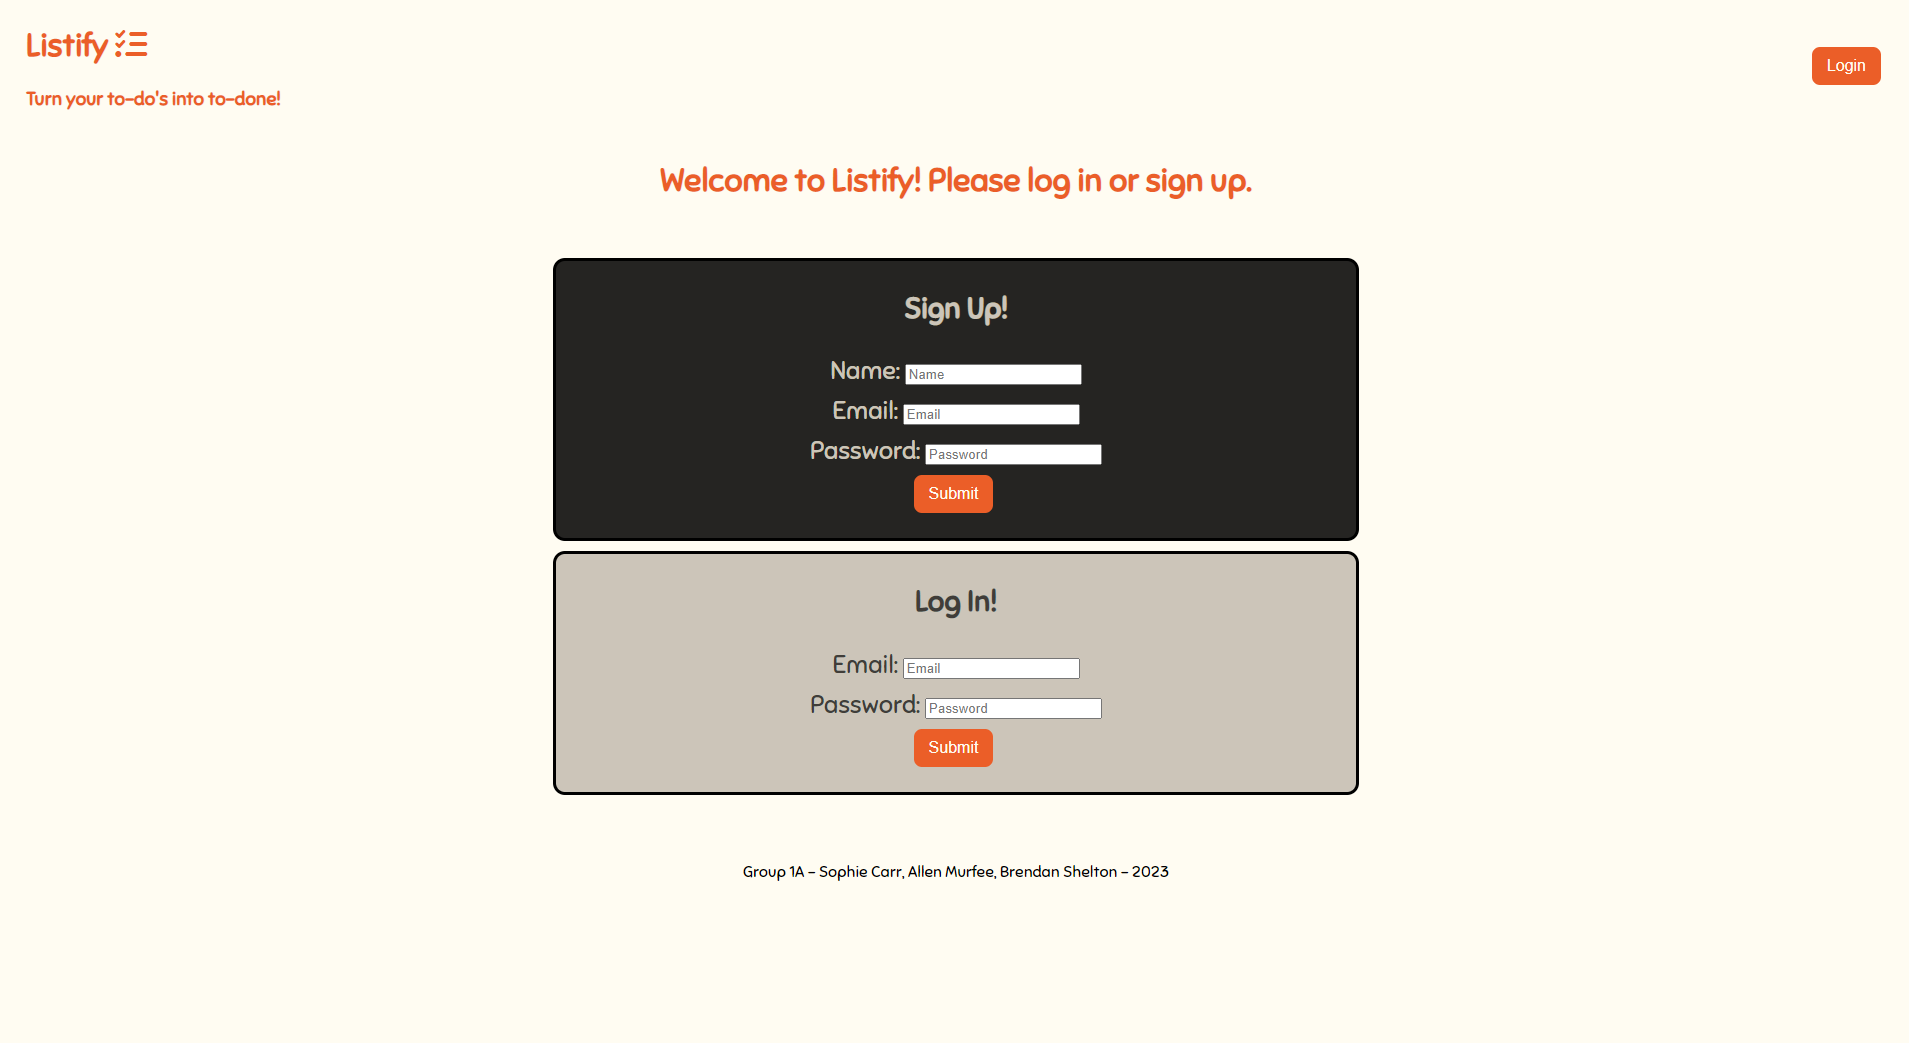 Listify
Login
Turn your to-do's into to-done!
Welcome to Listify! Please log in or sign up.
Sign Up!
Name: Name
Email: Email
Password: Password
Submit
Log In!
Email: Email
Password: Password
Submit
Group 1A - Sophie Carr, Allen Murfee, Brendan Shelton - 2023